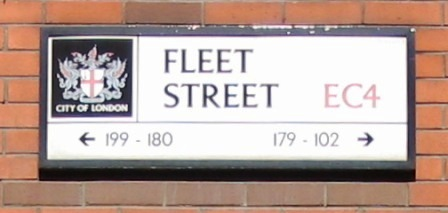 FLEET
STREET EC4
CITY OF LONDON
← 199 - 180 179 - 102 →